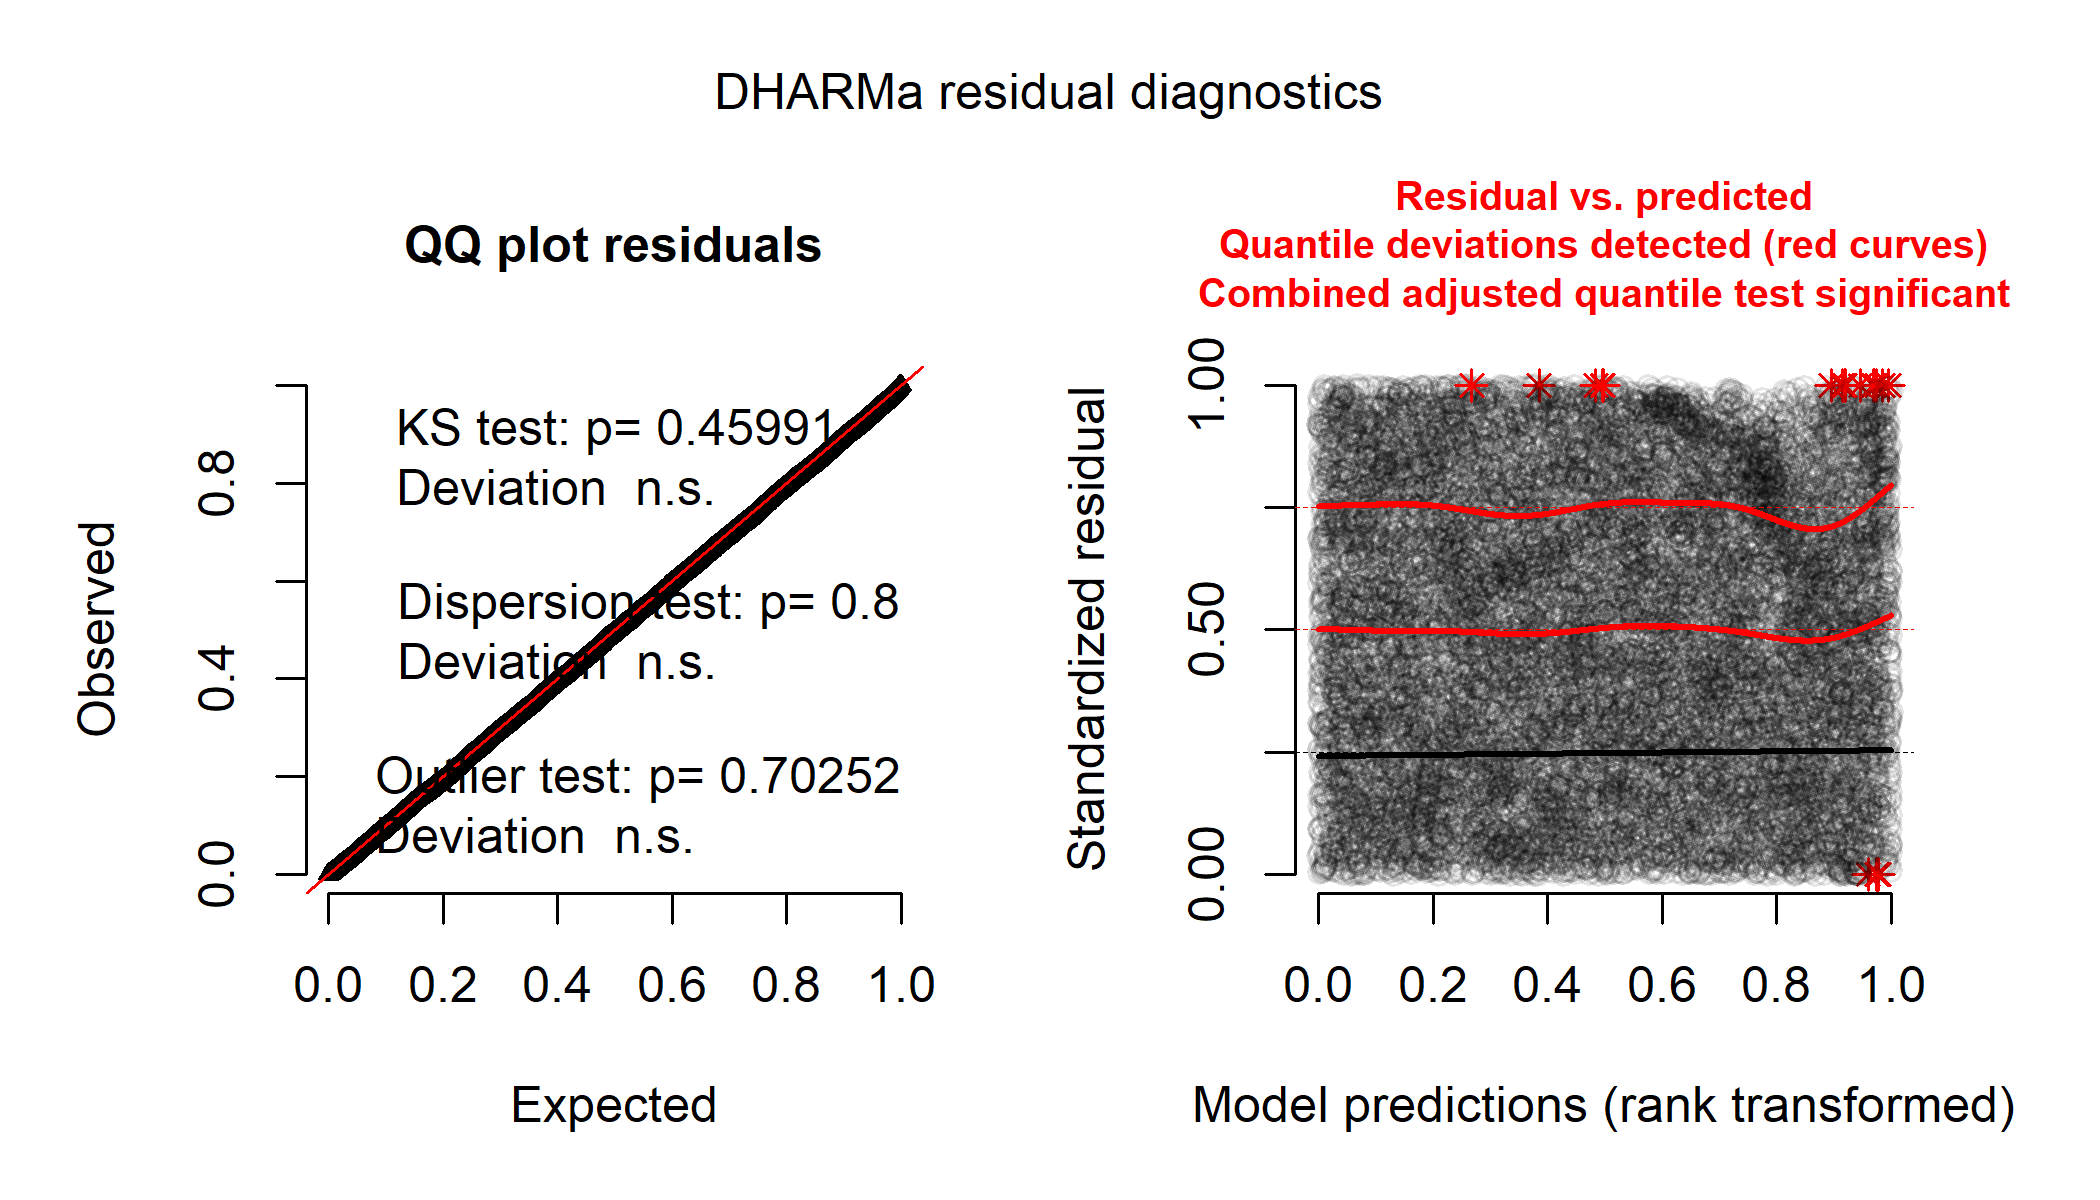 DHARMa residual diagnostics
QQ plot residuals
KS test: p= 0.45991
Deviation n.s.
Dispersion test: p= 0.8
Deviation n.s.
Outlier test: p= 0.70252
Deviation n.s.
Observed
0.0
0.4
0.8
0.0 0.2 0.4 0.6 0.8 1.0
Expected
Residual vs. predicted
Quantile deviations detected (red curves)
Combined adjusted quantile test significant
Standardized residual
0.00
0.50
1.00
0.0 0.2 0.4 0.6 0.8 1.0
Model predictions (rank transformed)